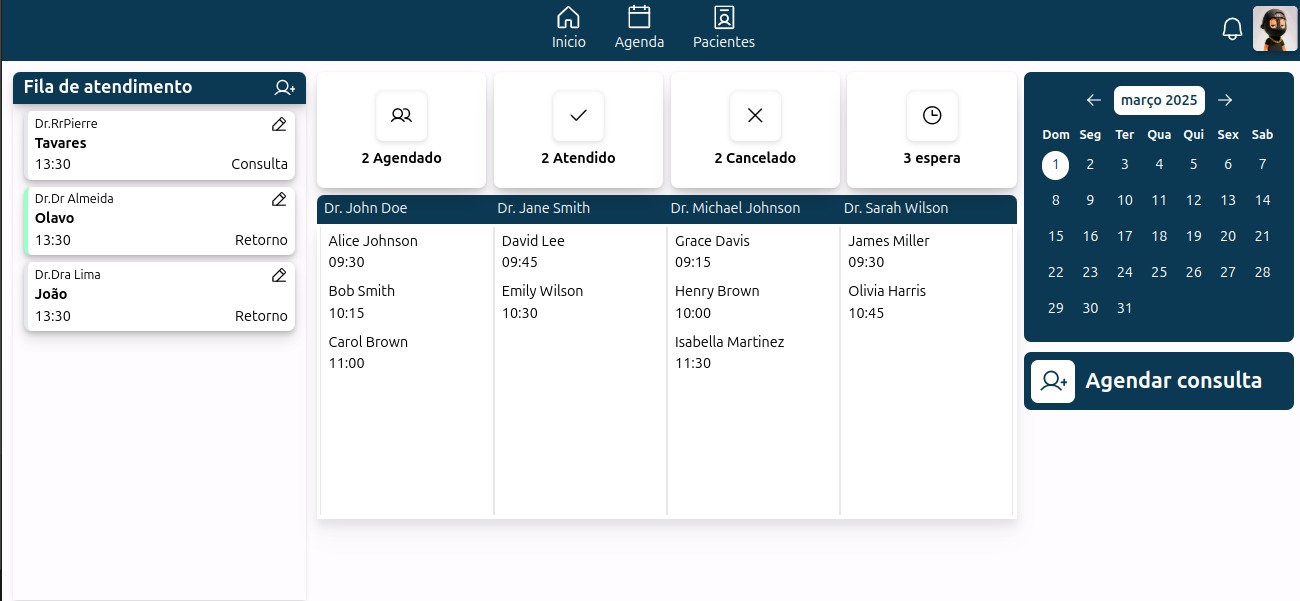 Inicio
Agenda
Pacientes
Fila de atendimento
Dr.RrPierre
Tavares
13:30 Consulta
Dr.Dr Almeida
Olavo
13:30 Retorno
Dr.Dra Lima
João
13:30 Retorno
2 Agendado
2 Atendido
2 Cancelado
3 espera
Dr. John Doe
Dr. Jane Smith
Dr. Michael Johnson
Dr. Sarah Wilson
Alice Johnson
09:30
Bob Smith
10:15
Carol Brown
11:00
David Lee
09:45
Emily Wilson
10:30
Grace Davis
09:15
Henry Brown
10:00
Isabella Martinez
11:30
James Miller
09:30
Olivia Harris
10:45
março 2025
Dom Seg Ter Qua Qui Sex Sab
1 2 3 4 5 6 7
8 9 10 11 12 13 14
15 16 17 18 19 20 21
22 23 24 25 26 27 28
29 30 31
Agendar consulta